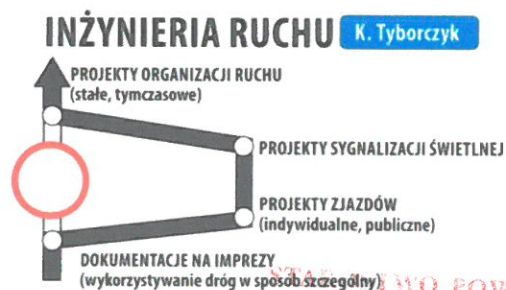 INŻYNIERIA RUCHU K. Tyborczyk
PROJEKTY ORGANIZACJI RUCHU
(stałe, tymczasowe)
PROJEKTY SYGNALIZACJI ŚWIETLNEJ
PROJEKTY ZJAZDÓW
(indywidualne, publiczne)
DOKUMENTACJE NA IMPREZY
(wykorzystywanie dróg w sposób szczególny)